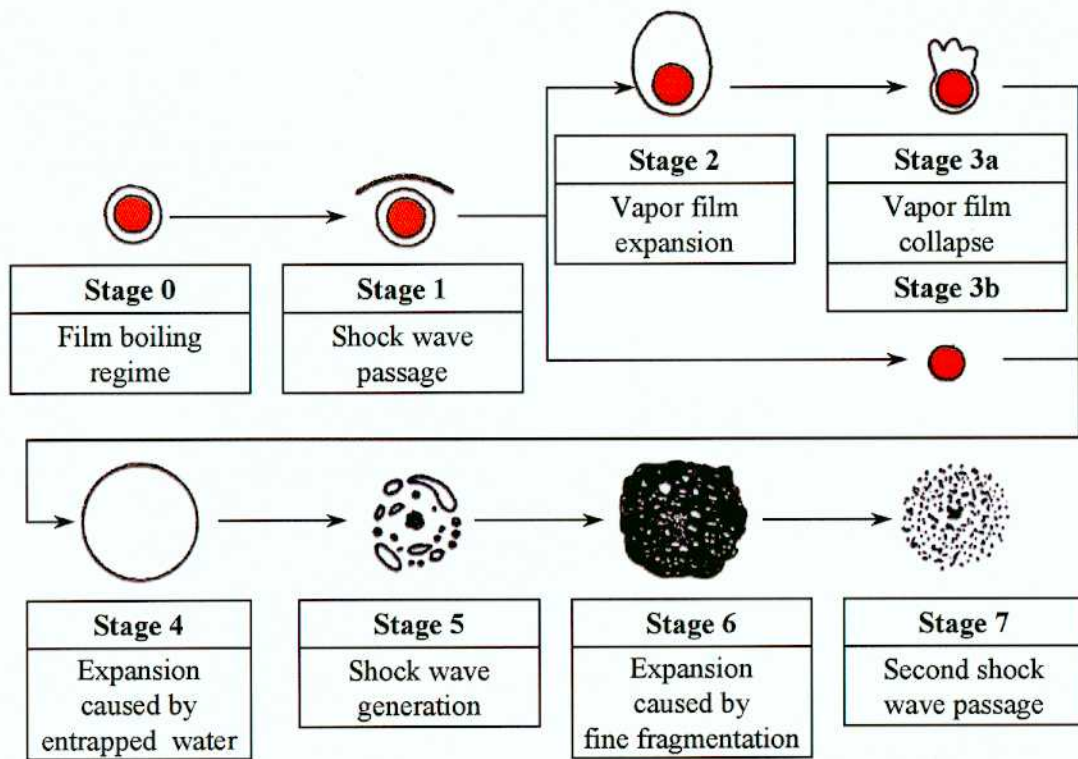 Stage 2
Vapor film
expansion
Stage 3a
Vapor film
collapse
Stage 3b
Stage 0
Film boiling
regime
Stage 1
Shock wave
passage
Stage 4
Expansion
caused by
entrapped water
Stage 5
Shock wave
generation
Stage 6
Expansion
caused by
fine fragmentation
Stage 7
Second shock
wave passage